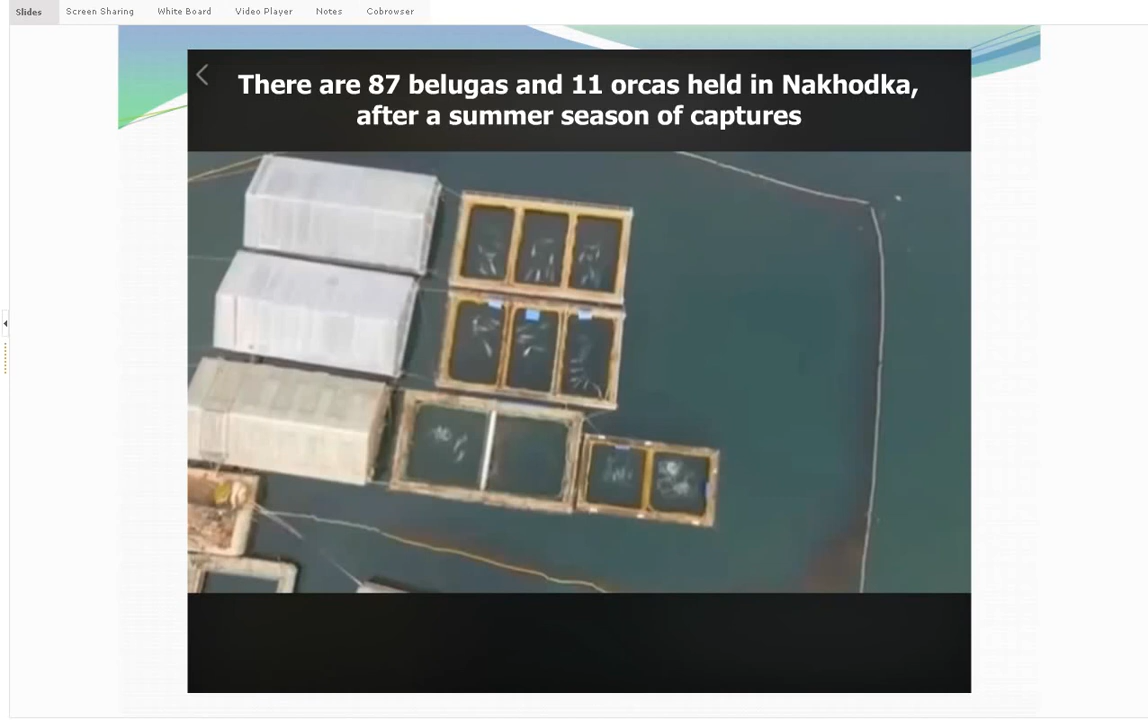 Slides Screen Sharing White Board Video Player Notes Cobrowser
There are 87 belugas and 11 orcas held in Nakhodka,
after a summer season of captures